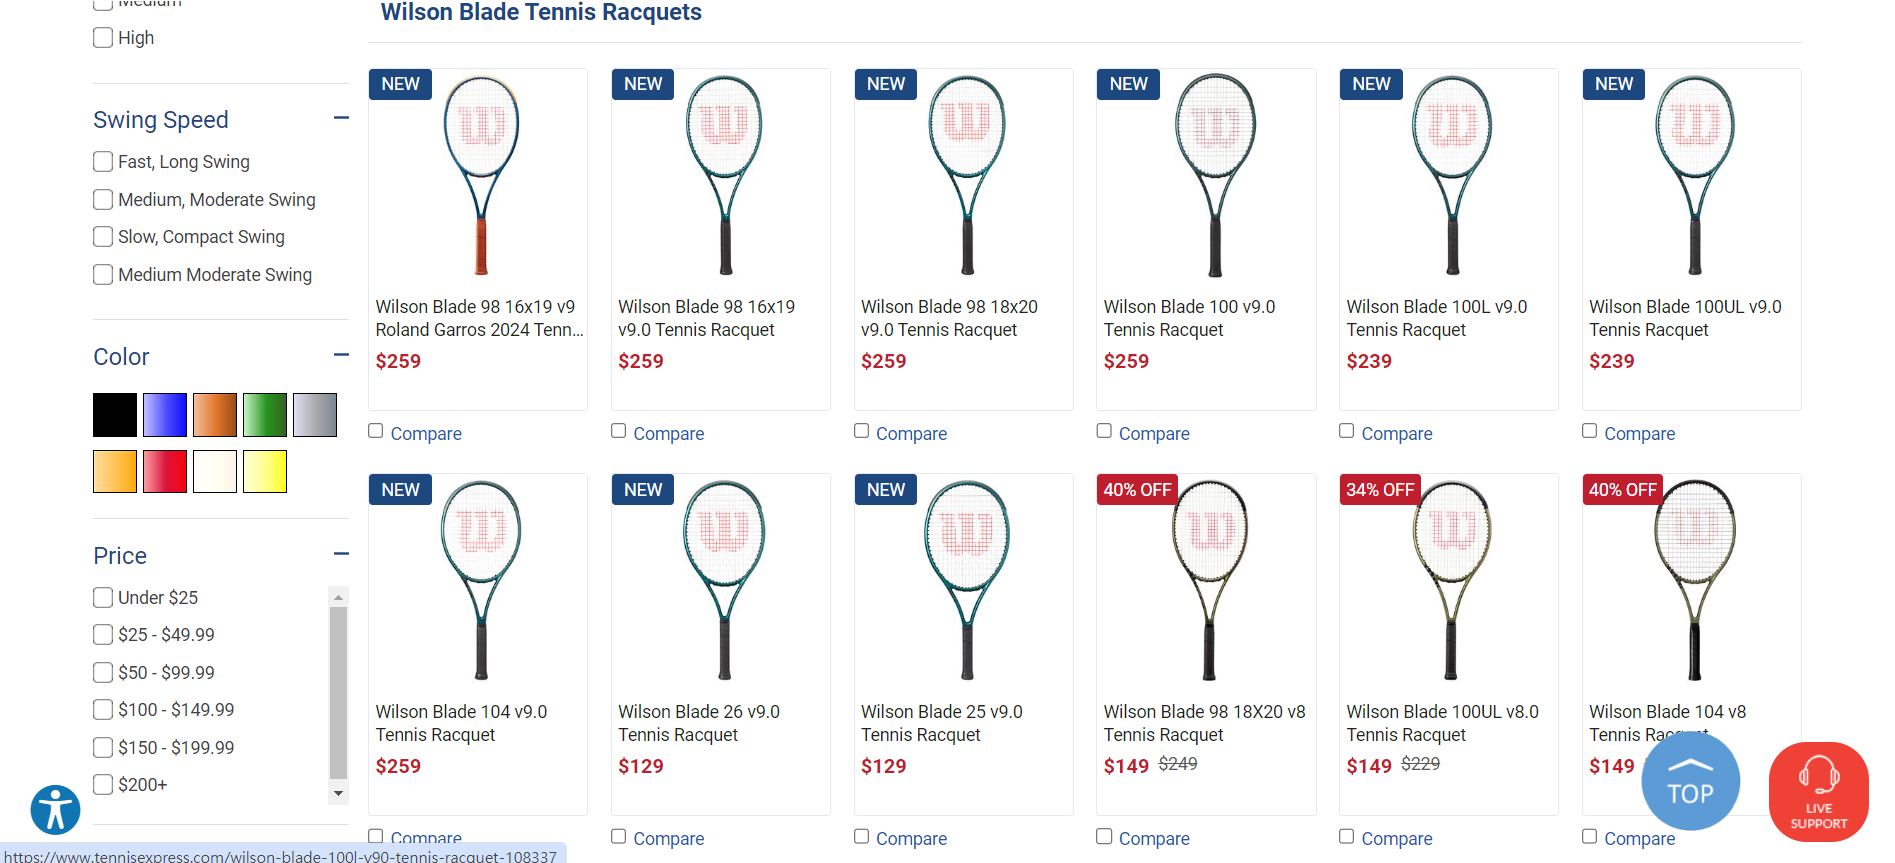 Medium
High
Swing Speed
Fast, Long Swing
Medium, Moderate Swing
Slow, Compact Swing
Medium Moderate Swing
Color
Price
Under $25
$25 - $49.99
$50 - $99.99
$100 - $149.99
$150 - $199.99
$200+
Wilson Blade Tennis Racquets
NEW
Wilson Blade 98 16x19 v9
Roland Garros 2024 Tenn...
$259
Compare
NEW
Wilson Blade 98 16x19
v9.0 Tennis Racquet
$259
Compare
NEW
Wilson Blade 98 18x20
v9.0 Tennis Racquet
$259
Compare
NEW
Wilson Blade 100 v9.0
Tennis Racquet
$259
Compare
NEW
Wilson Blade 100L v9.0
Tennis Racquet
$239
Compare
NEW
Wilson Blade 100UL v9.0
Tennis Racquet
$239
Compare
NEW
Wilson Blade 104 v9.0
Tennis Racquet
$259
Compare
NEW
Wilson Blade 26 v9.0
Tennis Racquet
$129
Compare
NEW
Wilson Blade 25 v9.0
Tennis Racquet
$129
Compare
40% OFF
Wilson Blade 98 18X20 v8
Tennis Racquet
$149 $249
Compare
34% OFF
Wilson Blade 100UL v8.0
Tennis Racquet
$149 $229
Compare
40% OFF
Wilson Blade 104 v8
Tennis Racquet
$149
Compare
TOP
LIVE
SUPPORT
https://www.tennisexpress.com/wilson-blade-100l-v90-tennis-racquet-108337